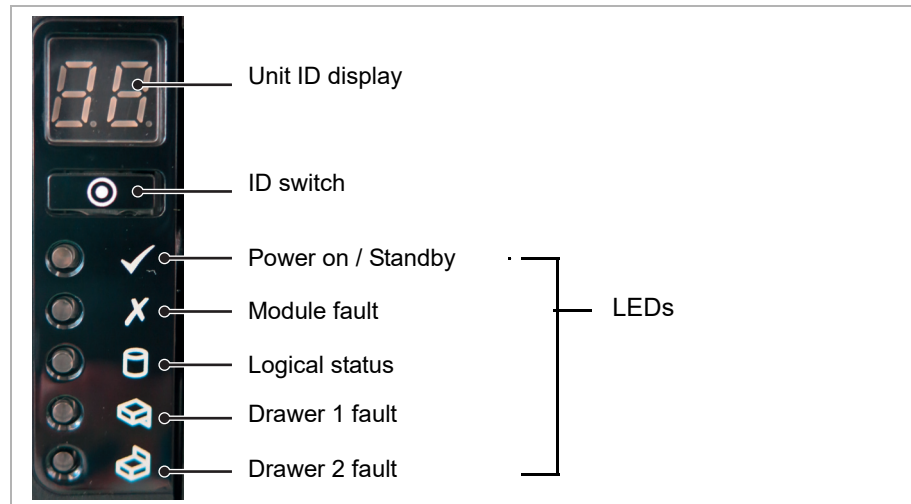 Unit ID display
ID switch
Power on / Standby
Module fault
LEDs
Logical status
Drawer 1 fault
Drawer 2 fault